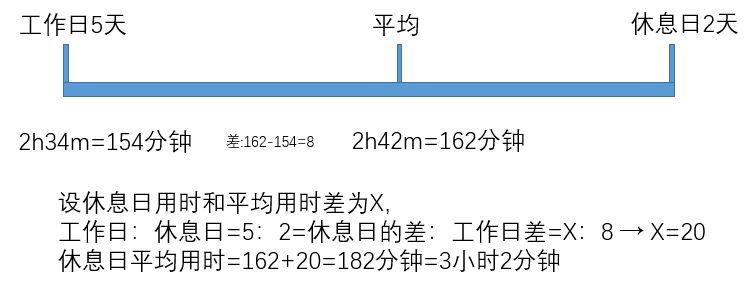 工作日5天 平均 休息日2天
2h34m=154分钟 差:162-154=8 2h42m=162分钟
设休息日用时和平均用时差为X,
工作日：休息日=5：2=休息日的差：工作日差=X：8→X=20
休息日平均用时=162+20=182分钟=3小时2分钟